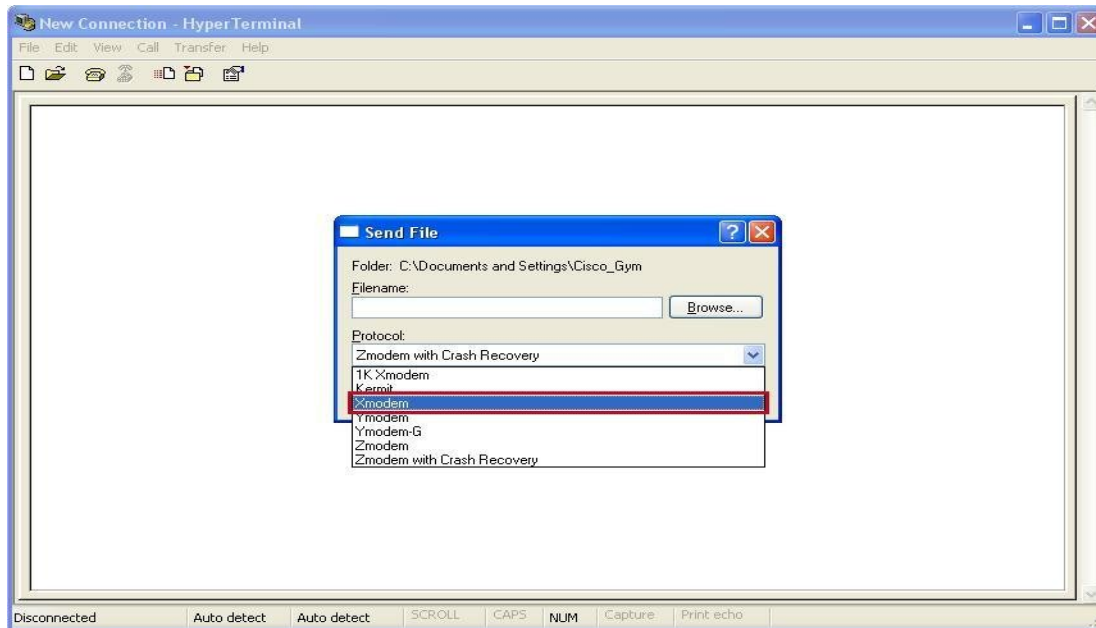 New Connection - HyperTerminal
File Edit View Call Transfer Help
Send File
Folder: C:\Documents and Settings\Cisco_Gym
Filename:
Browse...
Protocol:
Zmodem with Crash Recovery
1K Xmodem
Kermit
Xmodem
Ymodem
Ymodem-G
Zmodem
Zmodem with Crash Recovery
Disconnected Auto detect Auto detect SCROLL CAPS NUM Capture Print echo